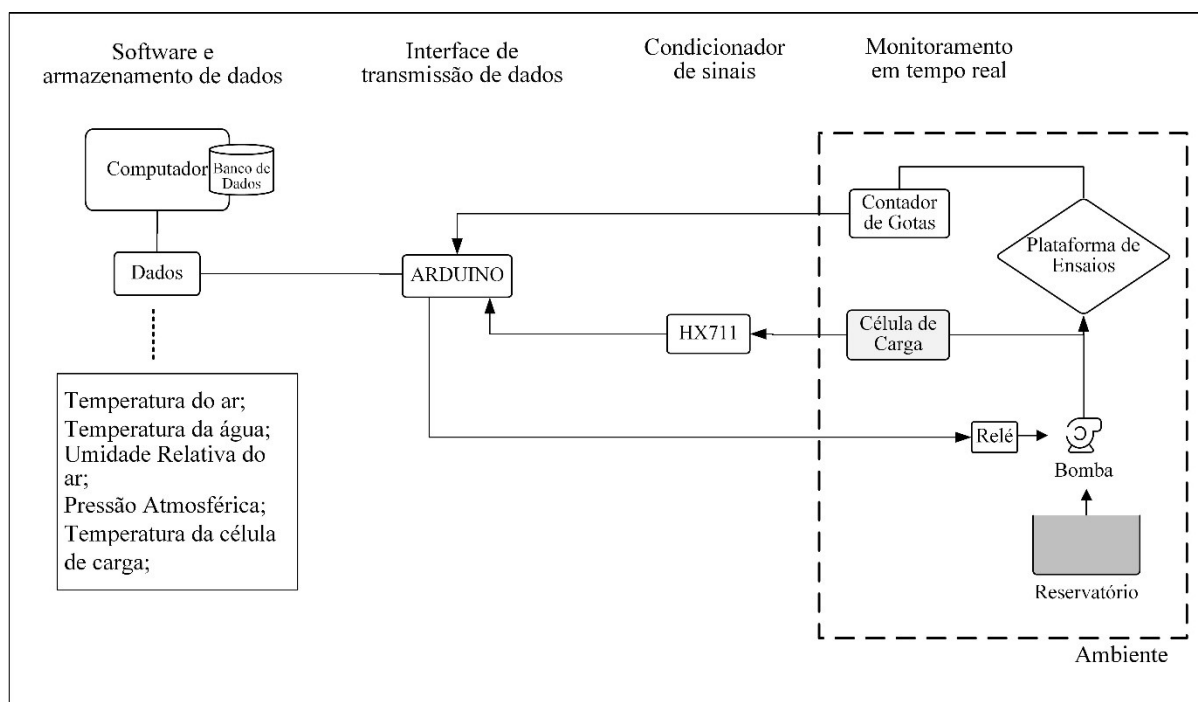 Software e
armazenamento de dados
Interface de
transmissão de dados
Condicionador
de sinais
Monitoramento
em tempo real
Computador
Banco de
Dados
Contador
de Gotas
Plataforma de
Ensaios
Dados
ARDUINO
HX711
Célula de
Carga
Temperatura do ar;
Temperatura da água;
Umidade Relativa do
ar;
Pressão Atmosférica;
Temperatura da célula
de carga;
Relé
Bomba
Reservatório
Ambiente